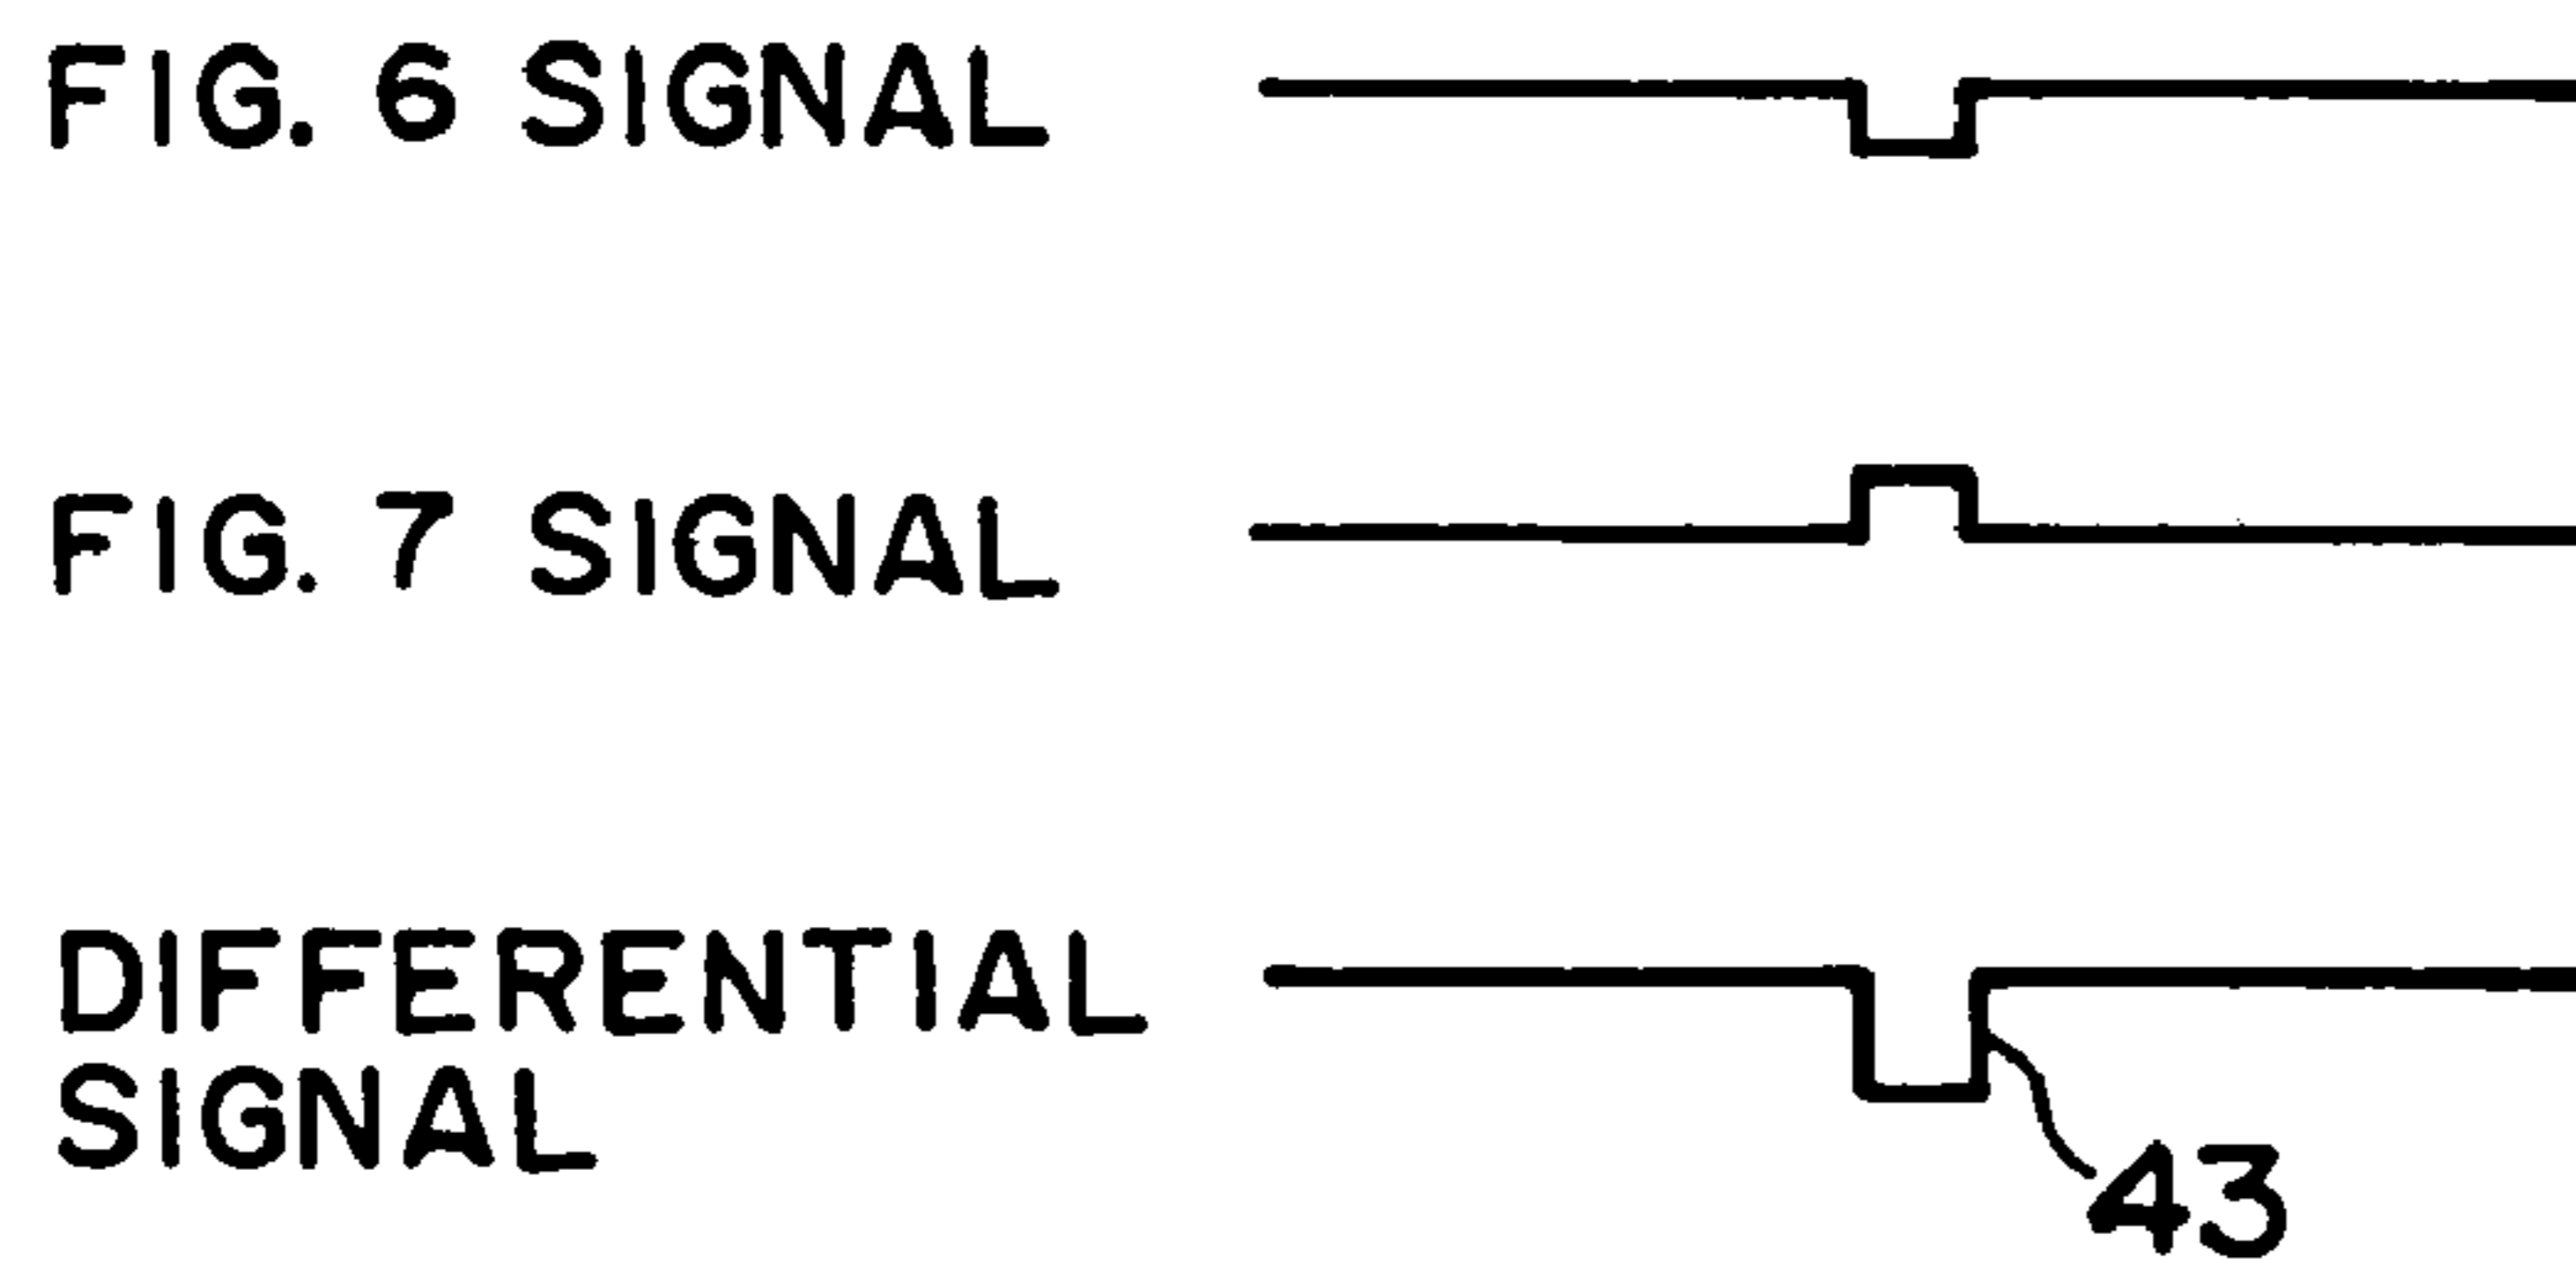 FIG. 6 SIGNAL
FIG. 7 SIGNAL
DIFFERENTIAL
SIGNAL
43